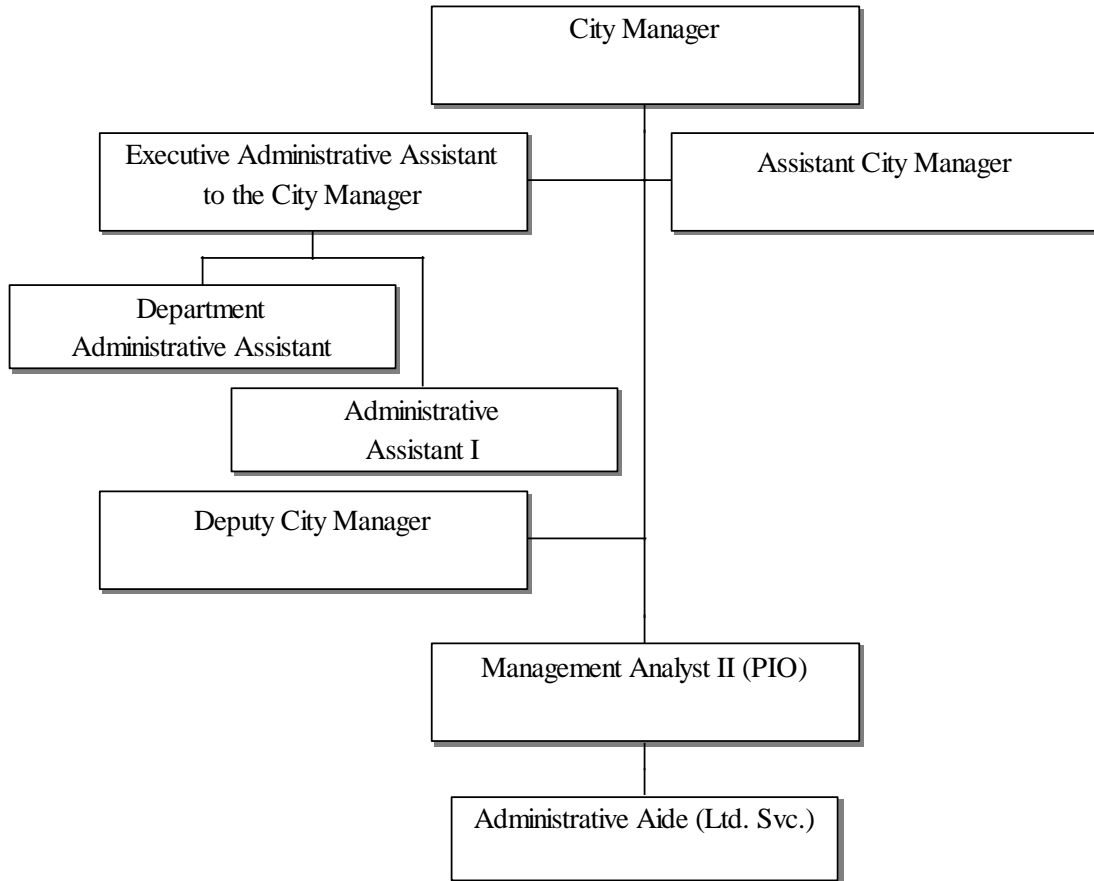 City Manager
Executive Administrative Assistant
to the City Manager
Assistant City Manager
Department
Administrative Assistant
Administrative
Assistant I
Deputy City Manager
Management Analyst II (PIO)
Administrative Aide (Ltd. Svc.)